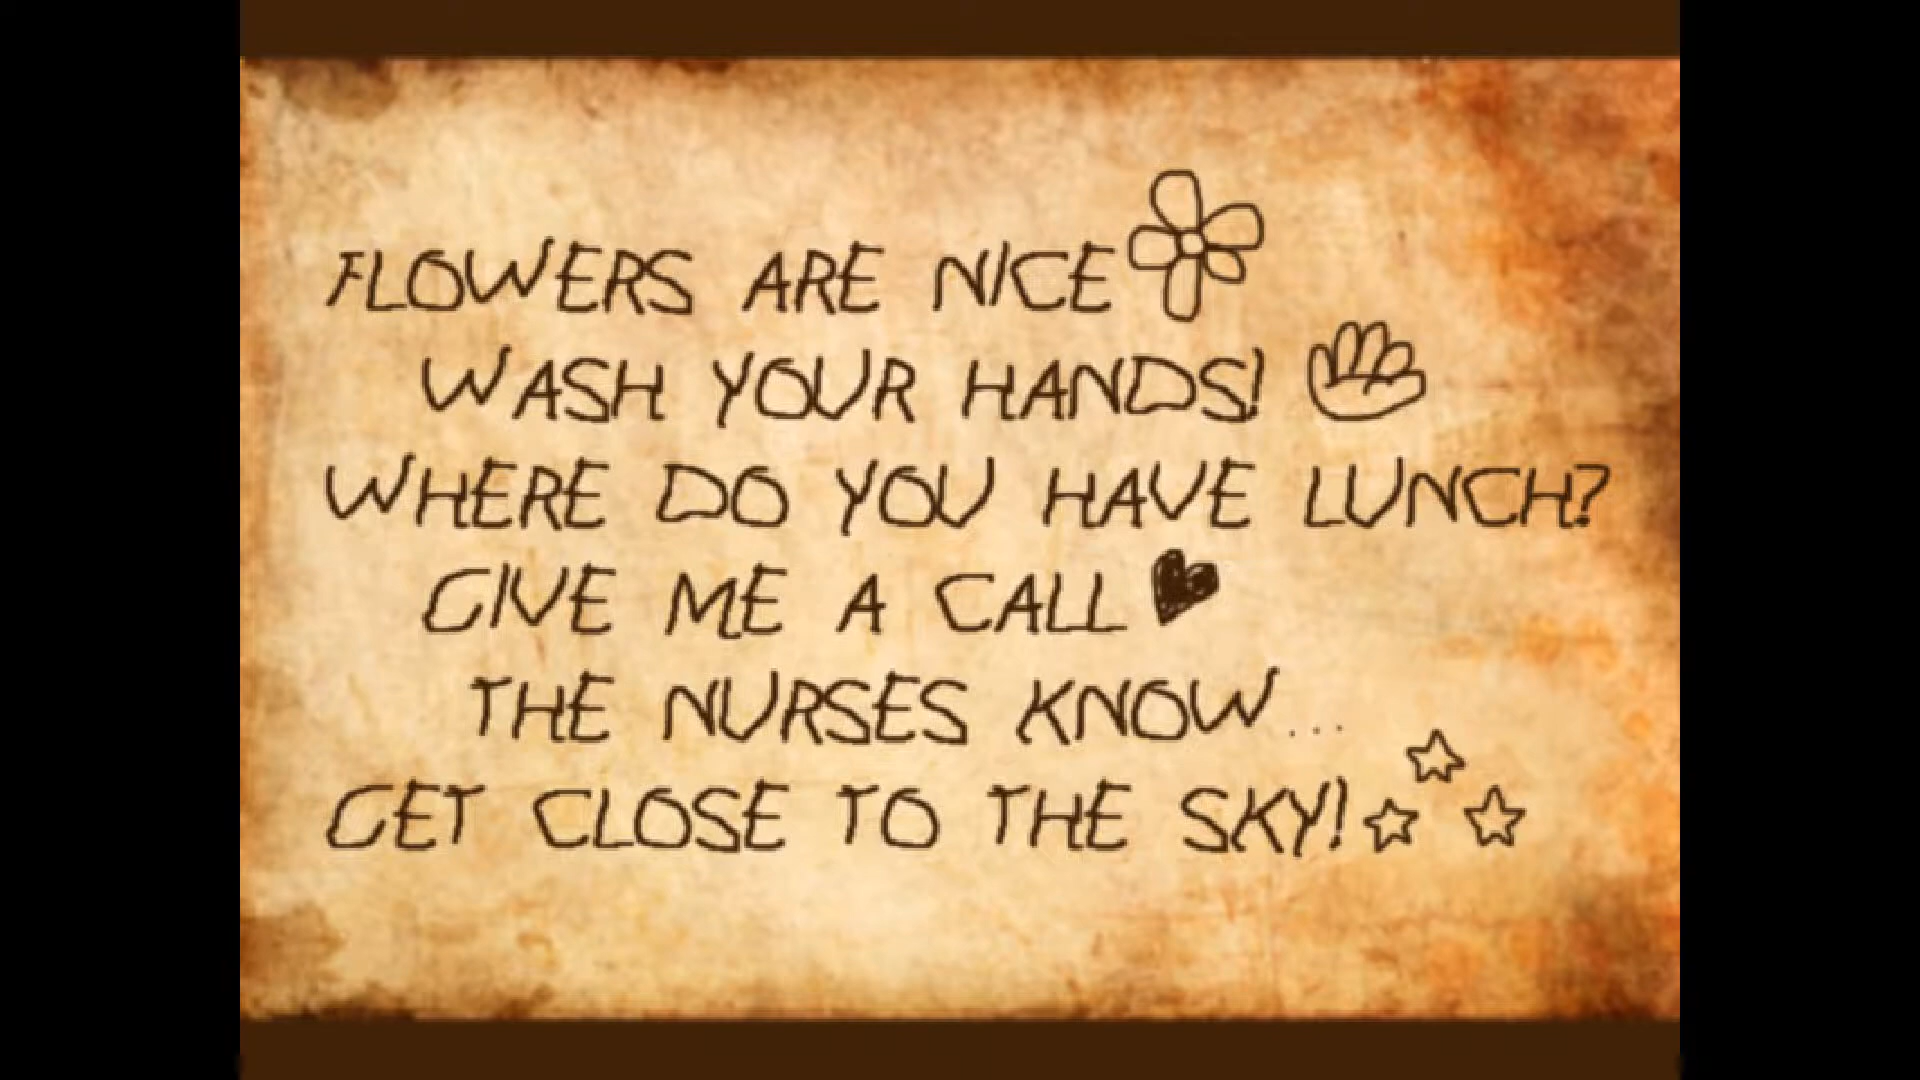 FLOWERS ARE NICE
WASH YOUR HANDS!
WHERE DO YOU HAVE LUNCH?
GIVE ME A CALL
THE NURSES KNOW...
GET CLOSE TO THE SKY!